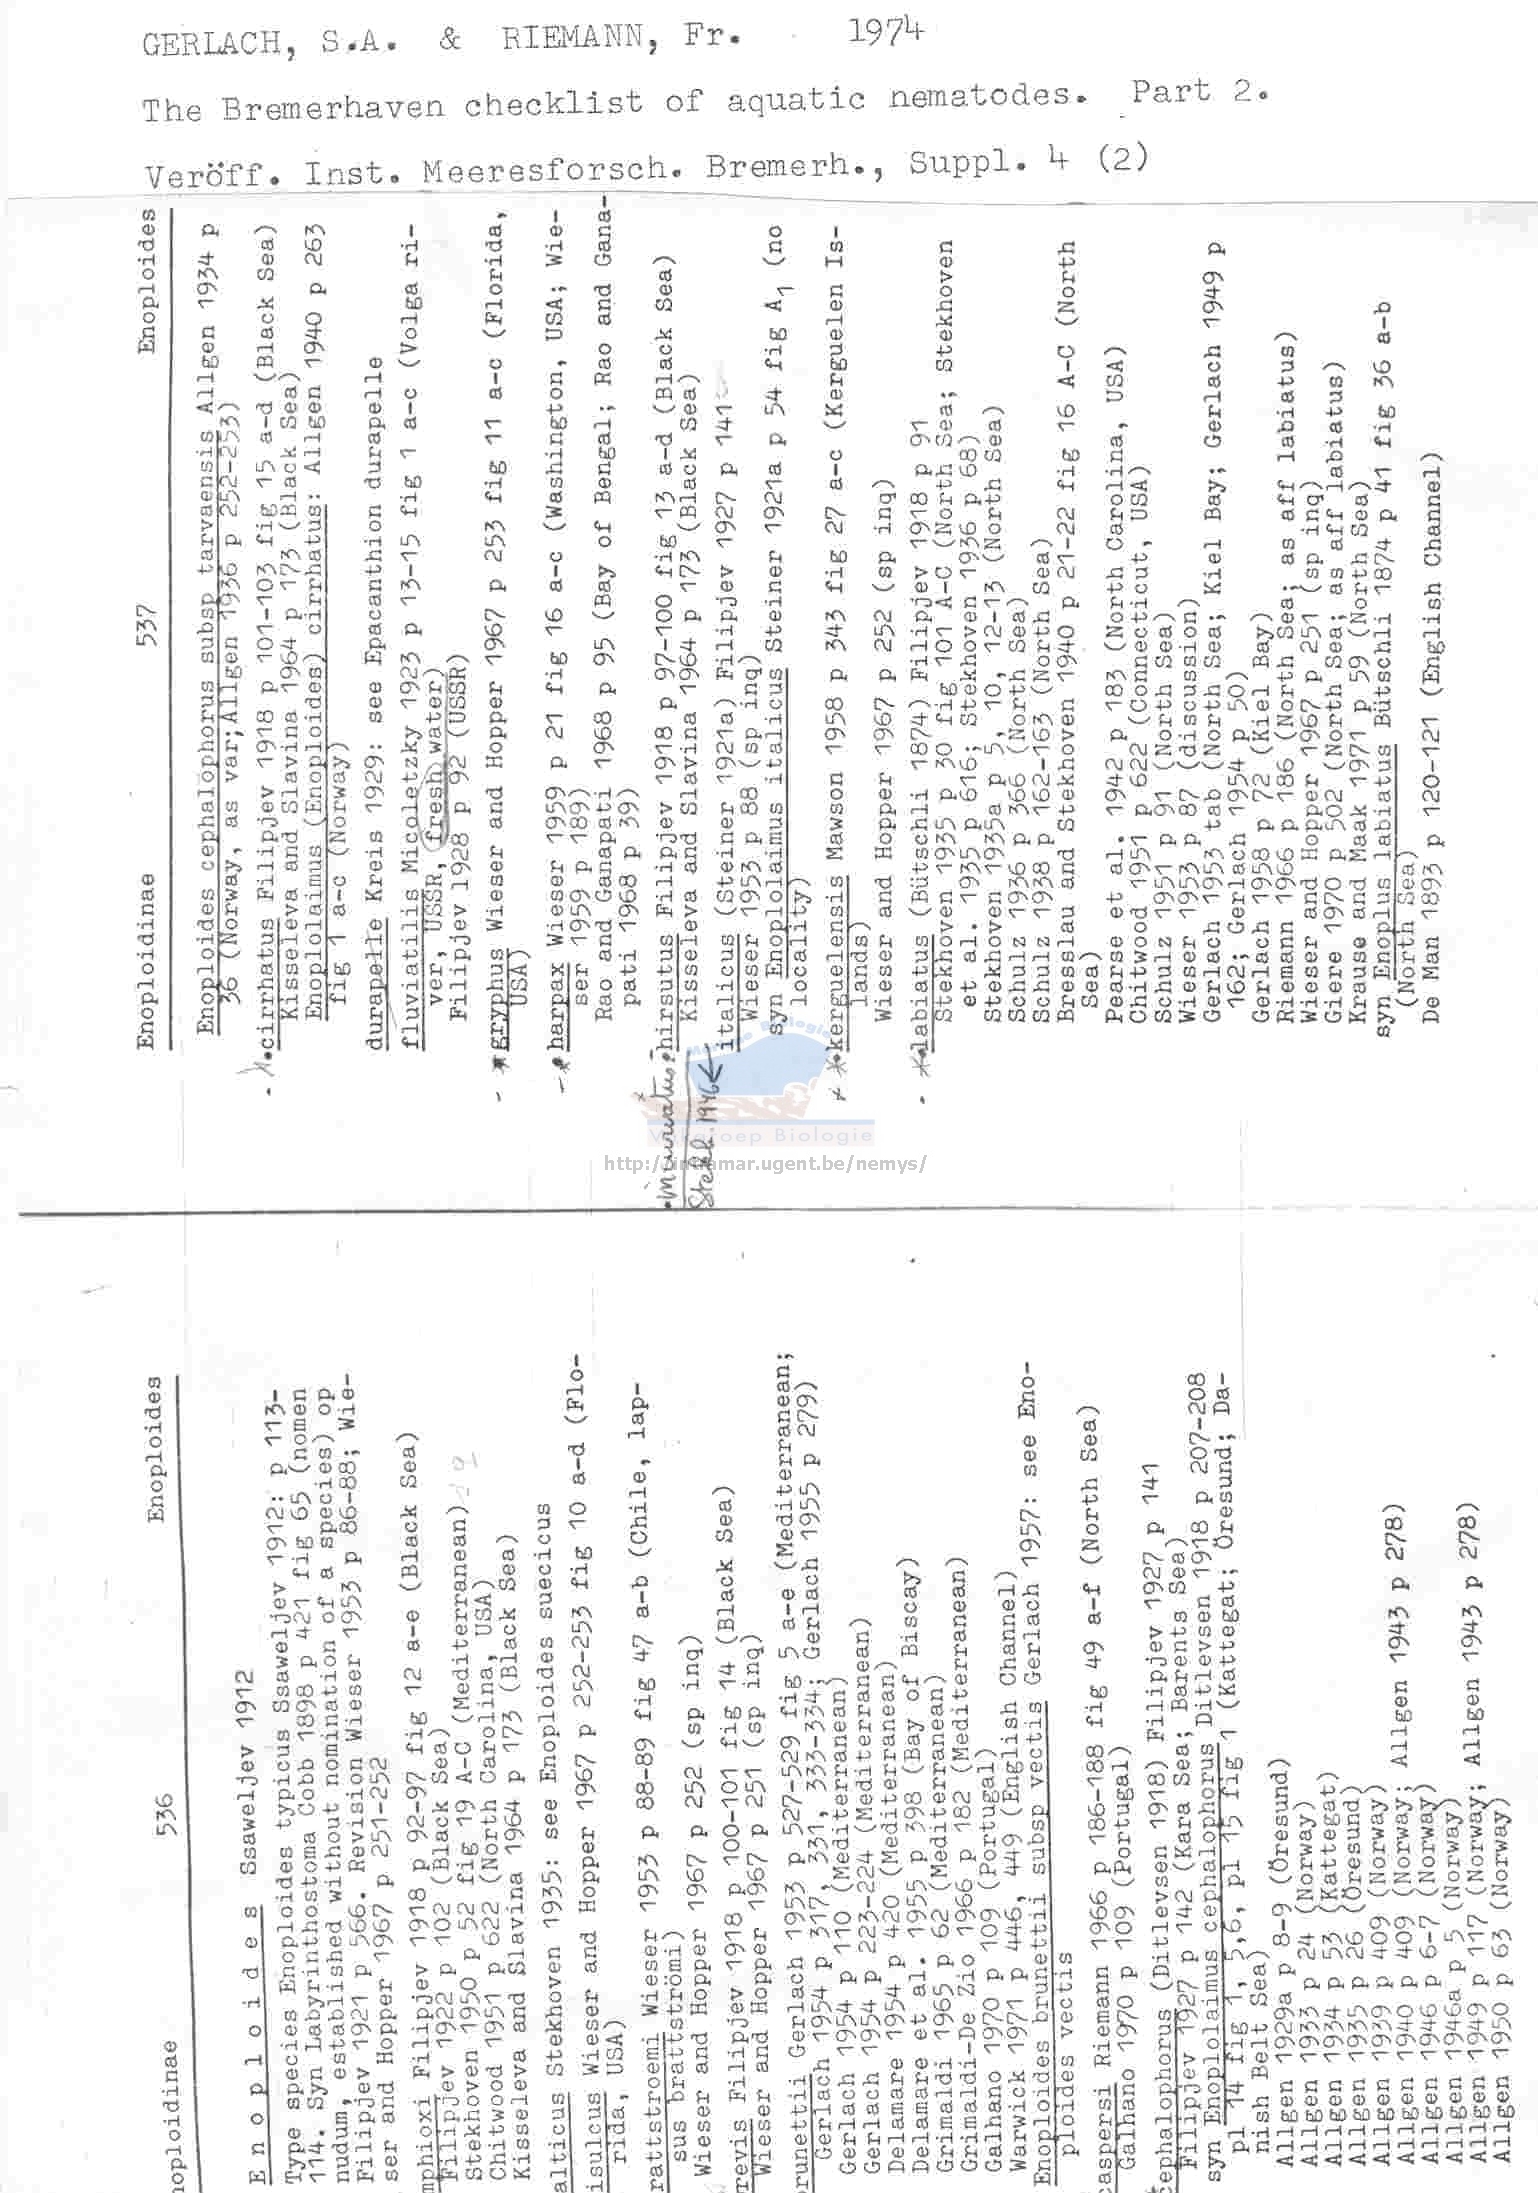 GERLACH, S.A. & RIEMANN, Fr. 1974
The Bremerhaven checklist of aquatic nematodes. Part 2.
Veröff. Inst. Meeresforsch. Bremerh., Suppl. 4 (2)
Enoploidinae 537 Enoploides
Enoploides cephalophorus subsp tarvaensis Allgen 1934 p
36 (Norway, as var; Allgen 1936 p 252-253)
cirrhatus Filipjev 1918 p 101-103 fig 15 a-d (Black Sea)
Kisseleva and Slavina 1964 p 173 (Black Sea)
Enoplolaimus (Enoploides) cirrhatus: Allgen 1940 p 263
fig 1 a-c (Norway)
durapelle Kreis 1929: see Epacanthion durapelle
fluviatilis Micoletzky 1923 p 13-15 fig 1 a-c (Volga ri-
ver, USSR, fresh water)
Filipjev 1928 p 92 (USSR)
*gryphus Wieser and Hopper 1967 p 253 fig 11 a-c (Florida,
USA)
harpax Wieser 1959 p 21 fig 16 a-c (Washington, USA; Wie-
ser 1959 p 189)
Rao and Ganapati 1968 p 95 (Bay of Bengal; Rao and Gana-
pati 1968 p 39)
hirsutus Filipjev 1918 p 97-100 fig 13 a-d (Black Sea)
Kisseleva and Slavina 1964 p 173 (Black Sea)
Stekh. 1946
italicus (Steiner 1921a) Filipjev 1927 p 141
Wieser 1953 p 88 (sp inq)
syn Enoplolaimus italicus Steiner 1921a p 54 fig A1 (no
locality)
*kerguelensis Mawson 1958 p 343 fig 27 a-c (Kerguelen Is-
lands)
Wieser and Hopper 1967 p 252 (sp inq)
*labiatus (Bütschli 1874) Filipjev 1918 p 91
Stekhoven 1935 p 30 fig 101 A-C (North Sea; Stekhoven
et al. 1935 p 616; Stekhoven 1936 p 68)
Stekhoven 1935a p 5, 10, 12-13 (North Sea)
Schulz 1936 p 366 (North Sea)
Schulz 1938 p 162-163 (North Sea)
Bresslau and Stekhoven 1940 p 21-22 fig 16 A-C (North
Sea)
Pearse et al. 1942 p 183 (North Carolina, USA)
Chitwood 1951 p 622 (Connecticut, USA)
Schulz 1951 p 91 (North Sea)
Wieser 1953 p 87 (discussion)
Gerlach 1953 tab (North Sea; Kiel Bay; Gerlach 1949 p
162; Gerlach 1954 p 50)
Gerlach 1958 p 72 (Kiel Bay)
Riemann 1966 p 186 (North Sea; as aff labiatus)
Wieser and Hopper 1967 p 251 (sp inq)
Giere 1970 p 502 (North Sea; as aff labiatus)
Krause and Maak 1971 p 59 (North Sea)
syn Enoplus labiatus Bütschli 1874 p 41 fig 36 a-b
(North Sea)
De Man 1893 p 120-121 (English Channel)
Biologie
Vakgroep Biologie
http://intramar.ugent.be/nemys/
noploidinae 536 Enoploides
E n o p l o i d e s Ssaweljev 1912
Type species Enoploides typicus Ssaweljev 1912: p 113-
114. Syn Labyrinthostoma Cobb 1898 p 421 fig 65 (nomen
nudum, established without nomination of a species) op
Filipjev 1921 p 566. Revision Wieser 1953 p 86-88; Wie-
ser and Hopper 1967 p 251-252
mphioxi Filipjev 1918 p 92-97 fig 12 a-e (Black Sea)
Filipjev 1922 p 102 (Black Sea)
Stekhoven 1950 p 52 fig 19 A-C (Mediterranean)
Chitwood 1951 p 622 (North Carolina, USA)
Kisseleva and Slavina 1964 p 173 (Black Sea)
alticus Stekhoven 1935: see Enoploides suecicus
isulcus Wieser and Hopper 1967 p 252-253 fig 10 a-d (Flo-
rida, USA)
rattstroemi Wieser 1953 p 88-89 fig 47 a-b (Chile, lap-
sus brattströmi)
Wieser and Hopper 1967 p 252 (sp inq)
revis Filipjev 1918 p 100-101 fig 14 (Black Sea)
Wieser and Hopper 1967 p 251 (sp inq)
runettii Gerlach 1953 p 527-529 fig 5 a-e (Mediterranean;
Gerlach 1954 p 317, 331, 333-334; Gerlach 1955 p 279)
Gerlach 1954 p 110 (Mediterranean)
Gerlach 1954 p 223-224 (Mediterranean)
Delamare 1954 p 420 (Mediterranean)
Delamare et al. 1955 p 398 (Bay of Biscay)
Grimaldi 1965 p 62 (Mediterranean)
Grimaldi-De Zio 1966 p 182 (Mediterranean)
Galhano 1970 p 109 (Portugal)
Warwick 1971 p 446, 449 (English Channel)
Enoploides brunettii subsp vectis Gerlach 1957: see Eno-
ploides vectis
caspersi Riemann 1966 p 186-188 fig 49 a-f (North Sea)
Galhano 1970 p 109 (Portugal)
cephalophorus (Ditlevsen 1918) Filipjev 1927 p 141
Filipjev 1927 p 142 (Kara Sea; Barents Sea)
syn Enoplolaimus cephalophorus Ditlevsen 1918 p 207-208
pl 14 fig 1, 5,6, pl 15 fig 1 (Kattegat; Öresund; Da-
nish Belt Sea)
Allgen 1929a p 8-9 (Öresund)
Allgen 1933 p 24 (Norway)
Allgen 1934 p 53 (Kattegat)
Allgen 1935 p 26 (Öresund)
Allgen 1939 p 409 (Norway)
Allgen 1940 p 409 (Norway; Allgen 1943 p 278)
Allgen 1946 p 6-7 (Norway)
Allgen 1946a p 5 (Norway)
Allgen 1949 p 117 (Norway; Allgen 1943 p 278)
Allgen 1950 p 63 (Norway)